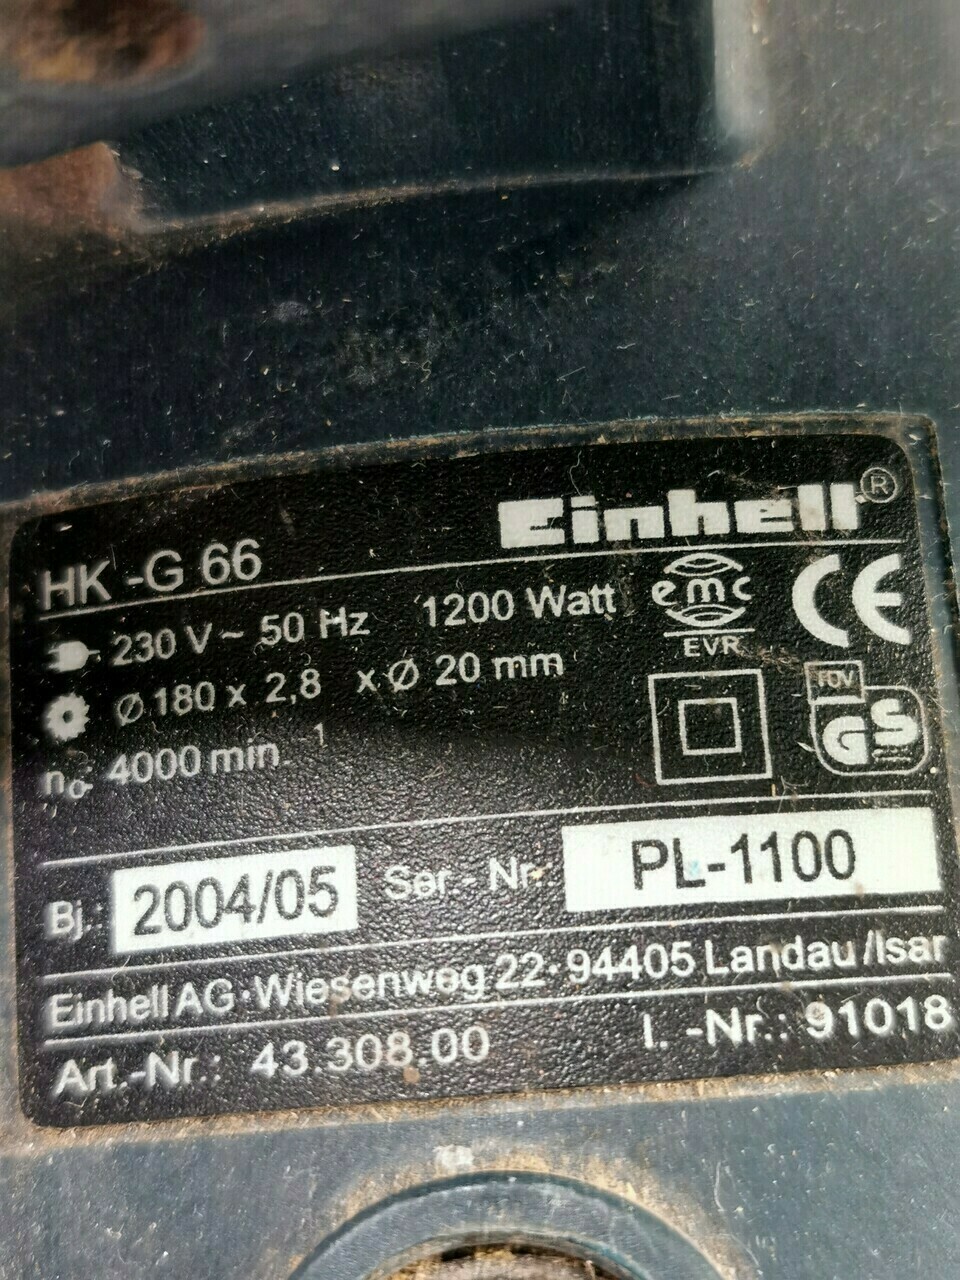 Einhell®
HK-G 66
230 V~ 50 Hz 1200 Watt
emc
EVR
CE
Ø 180 x 2,8 x Ø 20 mm
TÜV
GS
n₀: 4000 min⁻¹
Bj.: 2004/05 Ser.- Nr.: PL-1100
Einhell AG·Wiesenweg 22·94405 Landau /Isar
Art.-Nr.: 43.308.00 I. -Nr.: 91018